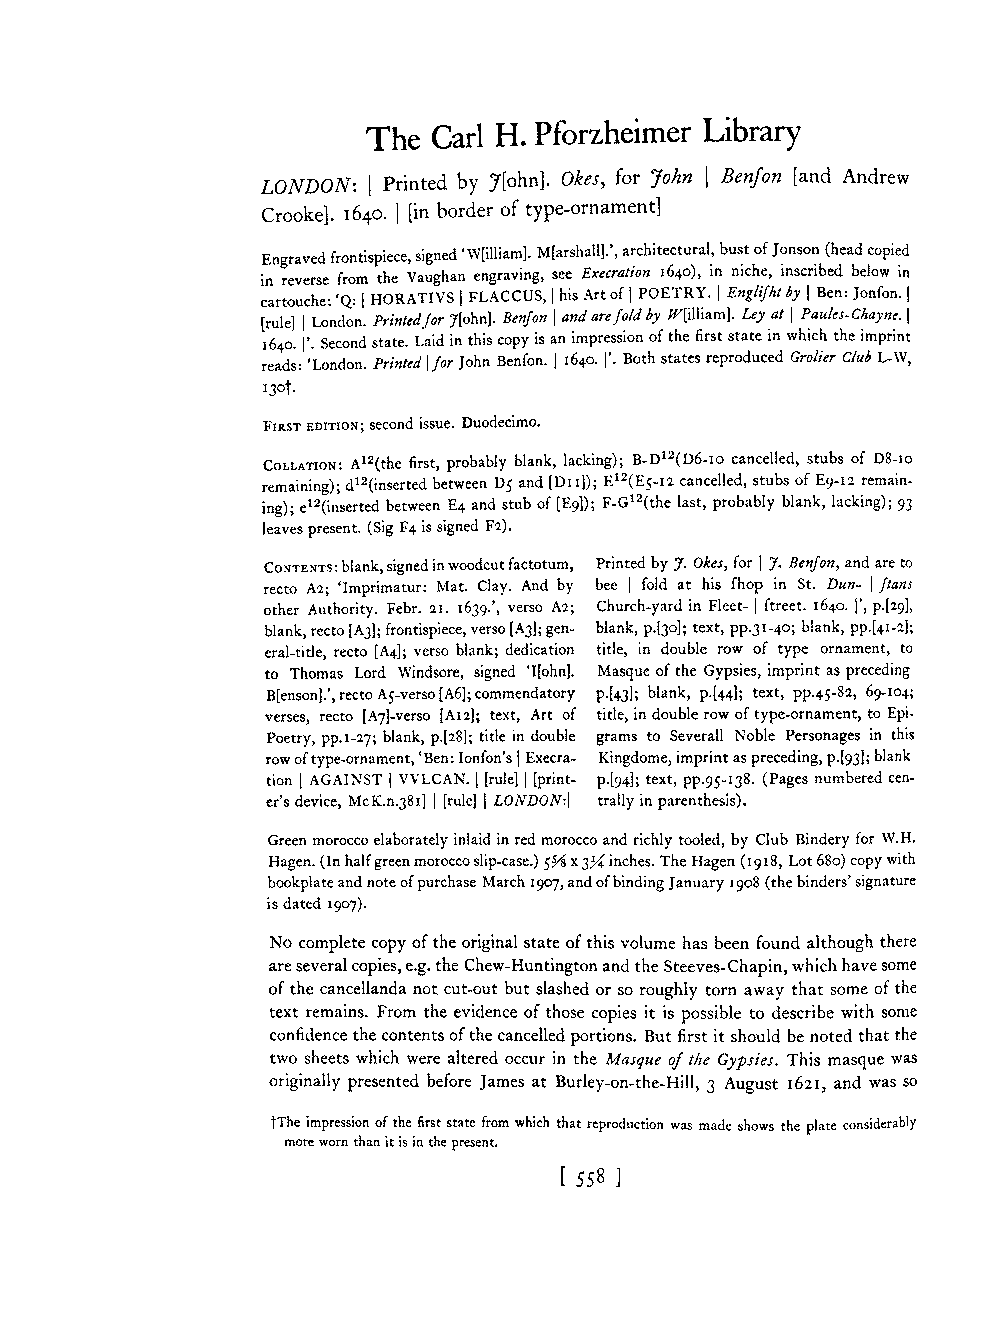 The Carl H. Pforzheimer Library
LONDON: | Printed by J[ohn]. Okes, for John | Benſon [and Andrew
Crooke]. 1640. | [in border of type-ornament]
Engraved frontispiece, signed ‘W[illiam]. M[arshall].’, architectural, bust of Jonson (head copied
in reverse from the Vaughan engraving, see Execration 1640), in niche, inscribed below in
cartouche: ‘Q: | HORATIVS | FLACCUS, | his Art of | POETRY. | Engliſht by | Ben: Jonſon. |
[rule] | London. Printed for J[ohn]. Benſon | and are ſold by W[illiam]. Ley at | Paules-Chayne. |
1640. |’. Second state. Laid in this copy is an impression of the first state in which the imprint
reads: ‘London. Printed | for John Benſon. | 1640. |’. Both states reproduced Grolier Club L-W,
130†.
FIRST EDITION; second issue. Duodecimo.
COLLATION: A¹²(the first, probably blank, lacking); B-D¹²(D6-10 cancelled, stubs of D8-10
remaining); d¹²(inserted between D5 and [D11]); E¹²(E5-12 cancelled, stubs of E9-12 remain-
ing); e¹²(inserted between E4 and stub of [E9]); F-G¹²(the last, probably blank, lacking); 93
leaves present. (Sig F4 is signed F2).
CONTENTS: blank, signed in woodcut factotum,
recto A2; ‘Imprimatur: Mat. Clay. And by
other Authority. Febr. 21. 1639.’, verso A2;
blank, recto [A3]; frontispiece, verso [A3]; gen-
eral-title, recto [A4]; verso blank; dedication
to Thomas Lord Windsore, signed ‘I[ohn].
B[enson].’, recto A5-verso [A6]; commendatory
verses, recto [A7]-verso [A12]; text, Art of
Poetry, pp.1-27; blank, p.[28]; title in double
row of type-ornament, ‘Ben: Ionſon's | Execra-
tion | AGAINST | VVLCAN. | [rule] | [print-
er's device, McK.n.381] | [rule] | LONDON:|
Printed by J. Okes, for | J. Benſon, and are to
bee | ſold at his ſhop in St. Dun- | ſtans
Church-yard in Fleet- | ſtreet. 1640. |’, p.[29],
blank, p.[30]; text, pp.31-40; blank, pp.[41-2];
title, in double row of type ornament, to
Masque of the Gypsies, imprint as preceding
p.[43]; blank, p.[44]; text, pp.45-82, 69-104;
title, in double row of type-ornament, to Epi-
grams to Severall Noble Personages in this
Kingdome, imprint as preceding, p.[93]; blank
p.[94]; text, pp.95-138. (Pages numbered cen-
trally in parenthesis).
Green morocco elaborately inlaid in red morocco and richly tooled, by Club Bindery for W.H.
Hagen. (In half green morocco slip-case.) 5⅝ x 3¼ inches. The Hagen (1918, Lot 680) copy with
bookplate and note of purchase March 1907, and of binding January 1908 (the binders' signature
is dated 1907).
No complete copy of the original state of this volume has been found although there
are several copies, e.g. the Chew-Huntington and the Steeves-Chapin, which have some
of the cancellanda not cut-out but slashed or so roughly torn away that some of the
text remains. From the evidence of those copies it is possible to describe with some
confidence the contents of the cancelled portions. But first it should be noted that the
two sheets which were altered occur in the Masque of the Gypsies. This masque was
originally presented before James at Burley-on-the-Hill, 3 August 1621, and was so
†The impression of the first state from which that reproduction was made shows the plate considerably
more worn than it is in the present.
[ 558 ]